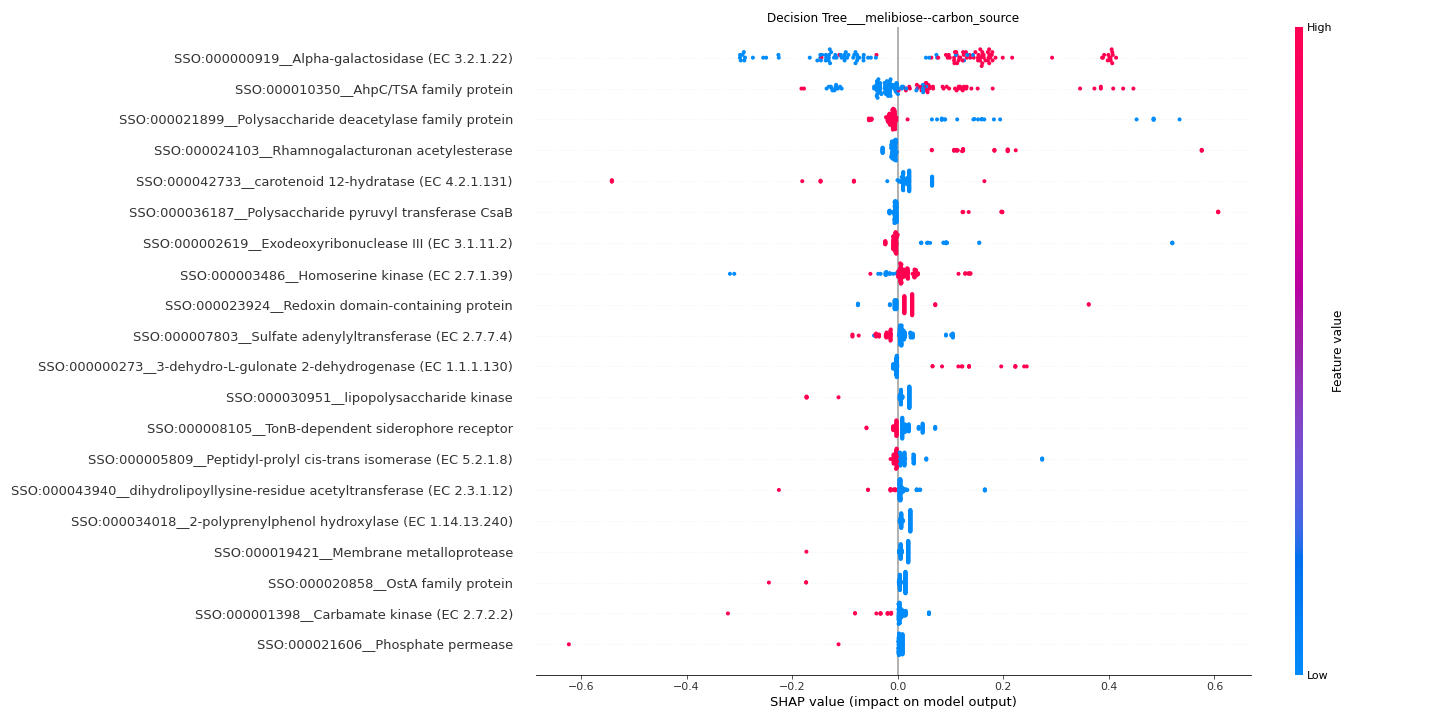 Decision Tree___melibiose--carbon_source
High
SSO:000000919__Alpha-galactosidase (EC 3.2.1.22)
SSO:000010350__AhpC/TSA family protein
SSO:000021899__Polysaccharide deacetylase family protein
SSO:000024103__Rhamnogalacturonan acetylesterase
SSO:000042733__carotenoid 12-hydratase (EC 4.2.1.131)
SSO:000036187__Polysaccharide pyruvyl transferase CsaB
SSO:000002619__Exodeoxyribonuclease III (EC 3.1.11.2)
SSO:000003486__Homoserine kinase (EC 2.7.1.39)
SSO:000023924__Redoxin domain-containing protein
SSO:000007803__Sulfate adenylyltransferase (EC 2.7.7.4)
SSO:000000273__3-dehydro-L-gulonate 2-dehydrogenase (EC 1.1.1.130)
SSO:000030951__lipopolysaccharide kinase
SSO:000008105__TonB-dependent siderophore receptor
SSO:000005809__Peptidyl-prolyl cis-trans isomerase (EC 5.2.1.8)
SSO:000043940__dihydrolipoyllysine-residue acetyltransferase (EC 2.3.1.12)
SSO:000034018__2-polyprenylphenol hydroxylase (EC 1.14.13.240)
SSO:000019421__Membrane metalloprotease
SSO:000020858__OstA family protein
SSO:000001398__Carbamate kinase (EC 2.7.2.2)
SSO:000021606__Phosphate permease
Feature value
Low
−0.6 −0.4 −0.2 0.0 0.2 0.4 0.6
SHAP value (impact on model output)